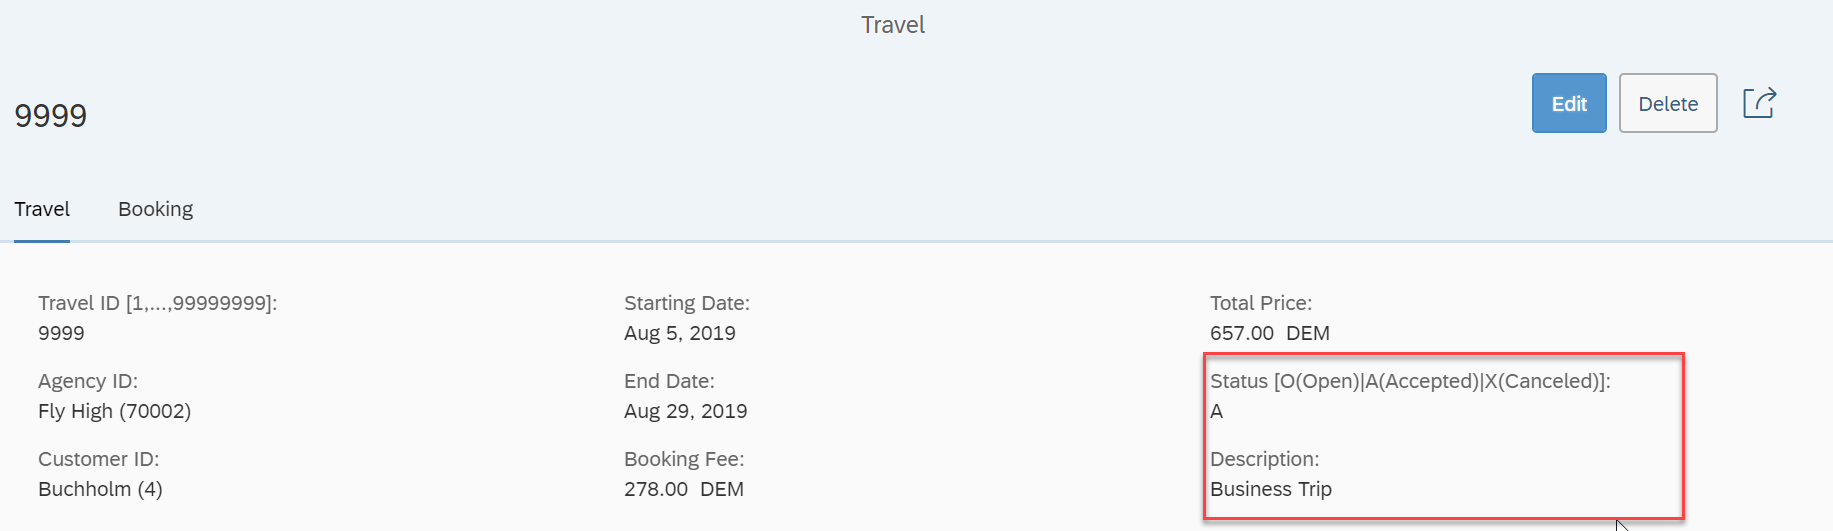 Travel
9999
Edit
Delete
Travel
Booking
Travel ID [1,...,99999999]:
9999
Agency ID:
Fly High (70002)
Customer ID:
Buchholm (4)
Starting Date:
Aug 5, 2019
End Date:
Aug 29, 2019
Booking Fee:
278.00 DEM
Total Price:
657.00 DEM
Status [O(Open)|A(Accepted)|X(Canceled)]:
A
Description:
Business Trip